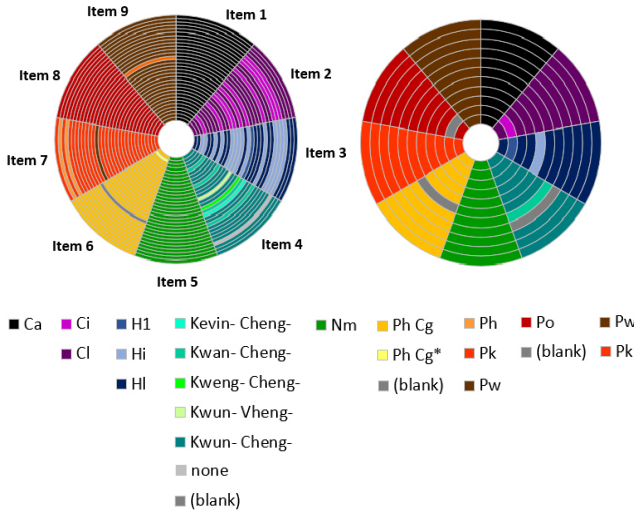 Item 9
Item 1
Item 8
Item 2
Item 7
Item 3
Item 6
Item 4
Item 5
Ca
Ci
H1
Kevin- Cheng-
Nm
Ph Cg
Ph
Po
Pw
Cl
Hi
Kwan- Cheng-
Ph Cg*
Pk
(blank)
Pk
Hl
Kweng- Cheng-
(blank)
Pw
Kwun- Vheng-
Kwun- Cheng-
none
(blank)